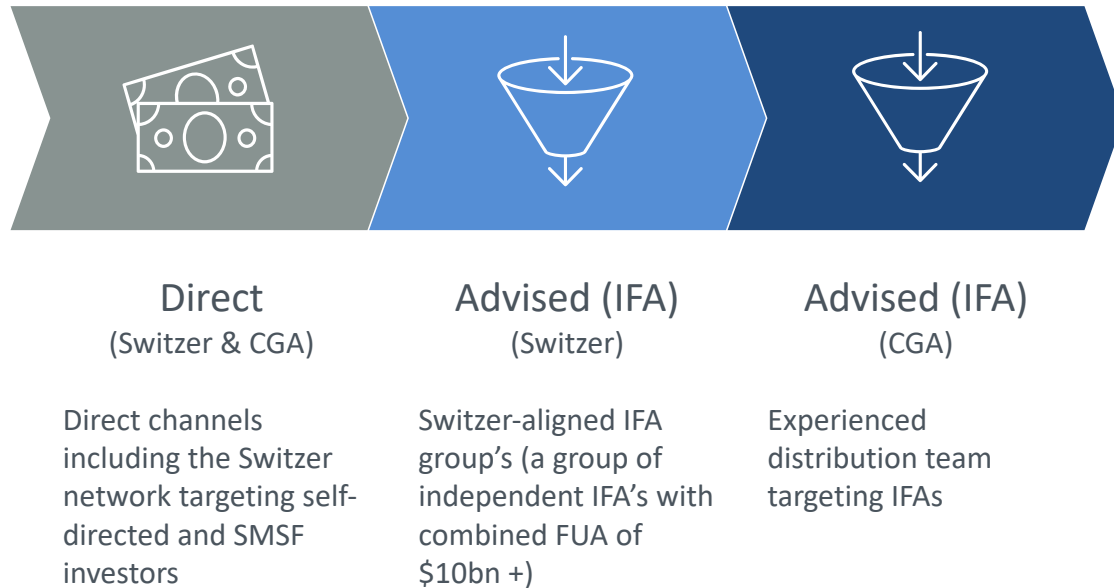 Direct
(Switzer & CGA)
Direct channels
including the Switzer
network targeting self-
directed and SMSF
investors
Advised (IFA)
(Switzer)
Switzer-aligned IFA
group's (a group of
independent IFA's with
combined FUA of
$10bn +)
Advised (IFA)
(CGA)
Experienced
distribution team
targeting IFAs